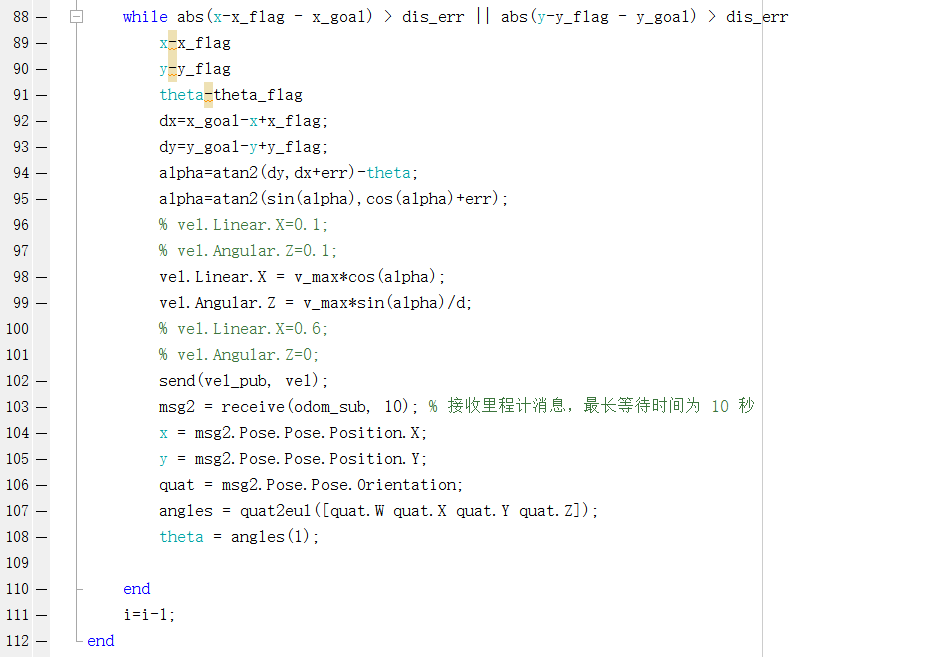 88 — while abs(x-x_flag - x_goal) > dis_err || abs(y-y_flag - y_goal) > dis_err
89 — x-x_flag
90 — y-y_flag
91 — theta-theta_flag
92 — dx=x_goal-x+x_flag;
93 — dy=y_goal-y+y_flag;
94 — alpha=atan2(dy,dx+err)-theta;
95 — alpha=atan2(sin(alpha),cos(alpha)+err);
96 % vel.Linear.X=0.1;
97 % vel.Angular.Z=0.1;
98 — vel.Linear.X = v_max*cos(alpha);
99 — vel.Angular.Z = v_max*sin(alpha)/d;
100 % vel.Linear.X=0.6;
101 % vel.Angular.Z=0;
102 — send(vel_pub, vel);
103 — msg2 = receive(odom_sub, 10); % 接收里程计消息，最长等待时间为 10 秒
104 — x = msg2.Pose.Pose.Position.X;
105 — y = msg2.Pose.Pose.Position.Y;
106 — quat = msg2.Pose.Pose.Orientation;
107 — angles = quat2eul([quat.W quat.X quat.Y quat.Z]);
108 — theta = angles(1);
109
110 — end
111 — i=i-1;
112 — end